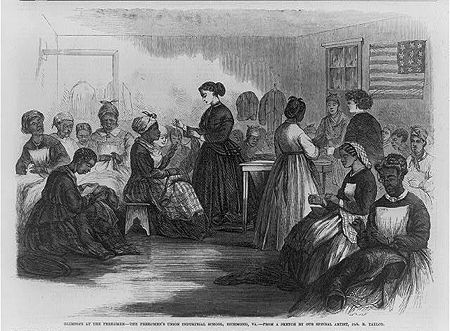 GLIMPSES AT THE FREEDMEN—THE FREEDMEN'S UNION INDUSTRIAL SCHOOL, RICHMOND, VA.—FROM A SKETCH BY OUR SPECIAL ARTIST, JAS. E. TAYLOR.